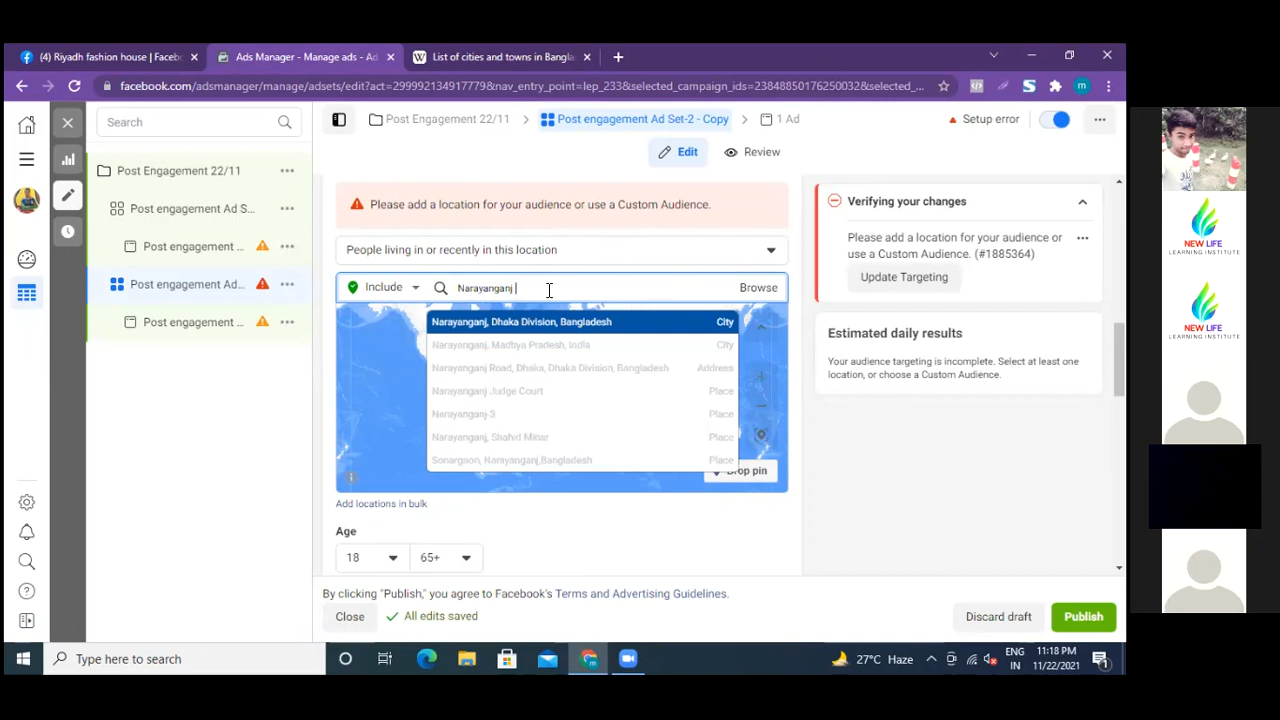 (4) Riyadh fashion house | Faceb
Ads Manager - Manage ads - Ad
List of cities and towns in Bangla
facebook.com/adsmanager/manage/adsets/edit?act=299992134917779&nav_entry_point=lep_233&selected_campaign_ids=23848850176250032&selected_...
m
Search
Post Engagement 22/11
Post engagement Ad Set-2 - Copy
1 Ad
Setup error
Edit
Review
Post Engagement 22/11
Post engagement Ad S...
Post engagement ...
Post engagement Ad...
Post engagement ...
Please add a location for your audience or use a Custom Audience.
People living in or recently in this location
Include
Narayanganj
Browse
Narayanganj, Dhaka Division, Bangladesh City
Narayanganj, Madhya Pradesh, India City
Narayanganj Road, Dhaka, Dhaka Division, Bangladesh Address
Narayanganj Judge Court Place
Narayanganj-3 Place
Narayanganj, Shahid Minar Place
Sonargoon, Narayanganj,Bangladesh Place
Drop pin
Add locations in bulk
Age
18
65+
Verifying your changes
Please add a location for your audience or
use a Custom Audience. (#1885364)
Update Targeting
Estimated daily results
Your audience targeting is incomplete. Select at least one
location, or choose a Custom Audience.
By clicking "Publish," you agree to Facebook's Terms and Advertising Guidelines.
Close
All edits saved
Discard draft
Publish
Type here to search
27°C Haze
ENG
IN
11:18 PM
11/22/2021
1
NEW LIFE
LEARNING INSTITUTE
NEW LIFE
LEARNING INSTITUTE